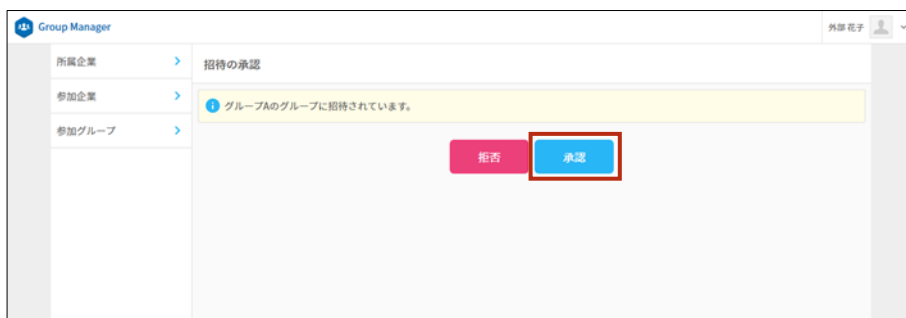 Group Manager
外部 花子
所属企業
参加企業
参加グループ
招待の承認
グループAのグループに招待されています。
拒否
承認